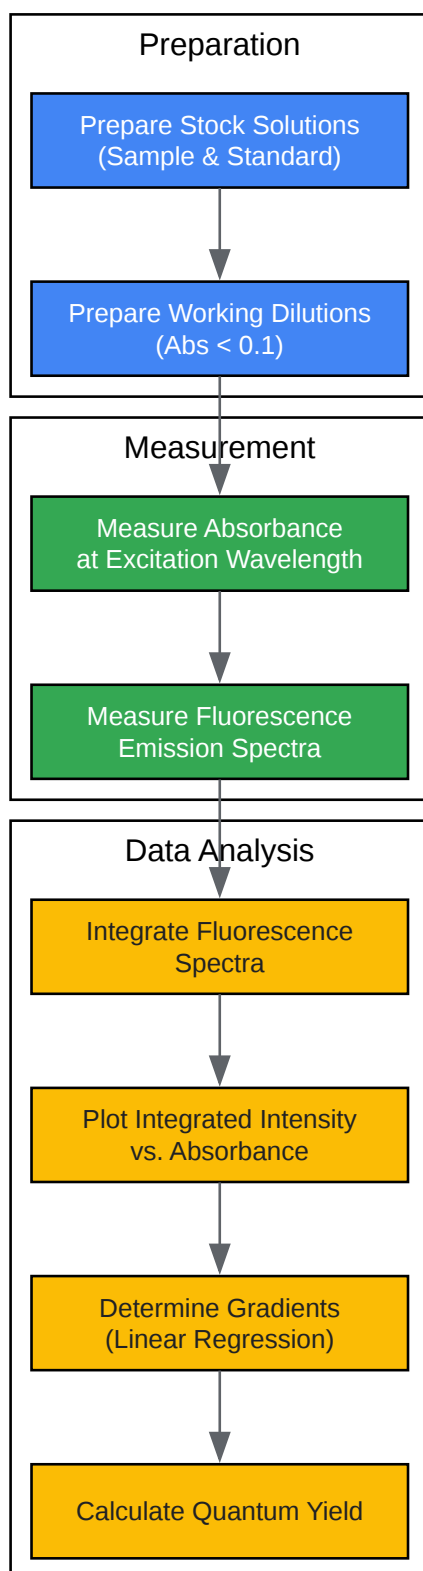 Preparation
Prepare Stock Solutions
(Sample & Standard)
Prepare Working Dilutions
(Abs < 0.1)
Measurement
Measure Absorbance
at Excitation Wavelength
Measure Fluorescence
Emission Spectra
Data Analysis
Integrate Fluorescence
Spectra
Plot Integrated Intensity
vs. Absorbance
Determine Gradients
(Linear Regression)
Calculate Quantum Yield